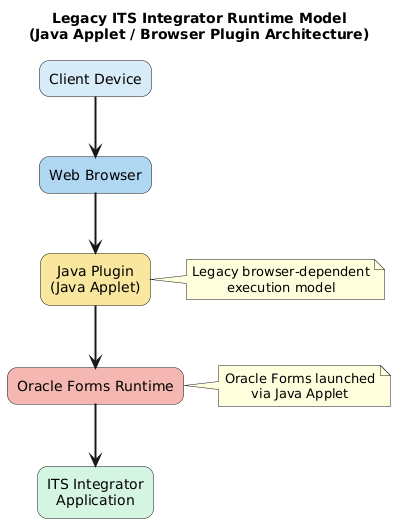 Legacy ITS Integrator Runtime Model
(Java Applet / Browser Plugin Architecture)
Client Device
Web Browser
Java Plugin
(Java Applet)
Legacy browser-dependent
execution model
Oracle Forms Runtime
Oracle Forms launched
via Java Applet
ITS Integrator
Application